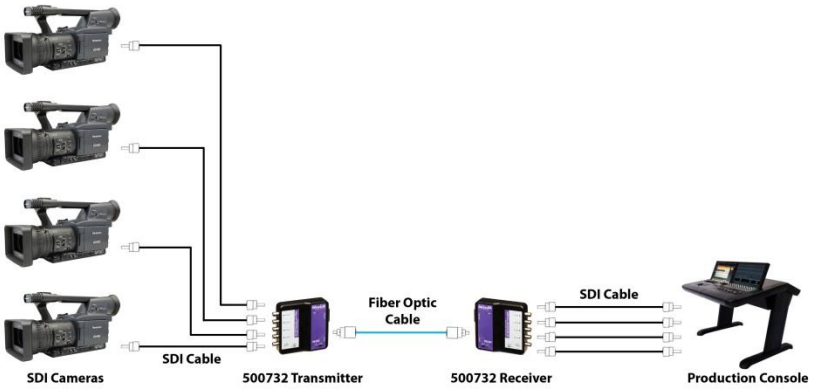 Fiber Optic
Cable
SDI Cable
SDI Cable
SDI Cameras
500732 Transmitter
500732 Receiver
Production Console